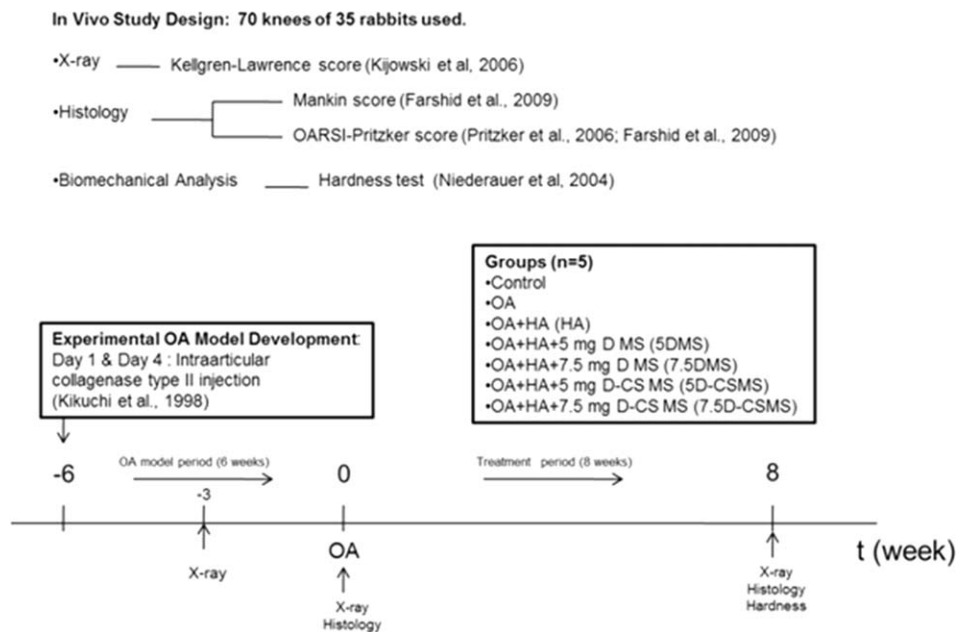 In Vivo Study Design: 70 knees of 35 rabbits used.
•X-ray
Kellgren-Lawrence score (Kijowski et al, 2006)
•Histology
Mankin score (Farshid et al., 2009)
OARSI-Pritzker score (Pritzker et al., 2006; Farshid et al., 2009)
•Biomechanical Analysis
Hardness test (Niederauer et al, 2004)
Groups (n=5)
•Control
•OA
•OA+HA (HA)
•OA+HA+5 mg D MS (5DMS)
•OA+HA+7.5 mg D MS (7.5DMS)
•OA+HA+5 mg D-CS MS (5D-CSMS)
•OA+HA+7.5 mg D-CS MS (7.5D-CSMS)
Experimental OA Model Development:
Day 1 & Day 4 : Intraarticular
collagenase type II injection
(Kikuchi et al., 1998)
-6
OA model period (6 weeks)
-3
0
Treatment period (8 weeks)
8
t (week)
X-ray
OA
X-ray
Histology
X-ray
Histology
Hardness